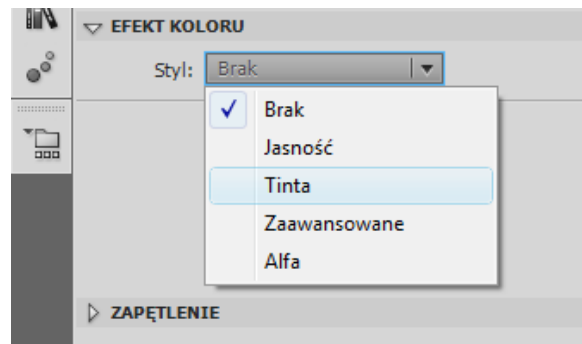 EFEKT KOLORU
Styl: Brak
Brak
Jasność
Tinta
Zaawansowane
Alfa
ZAPĘTLENIE